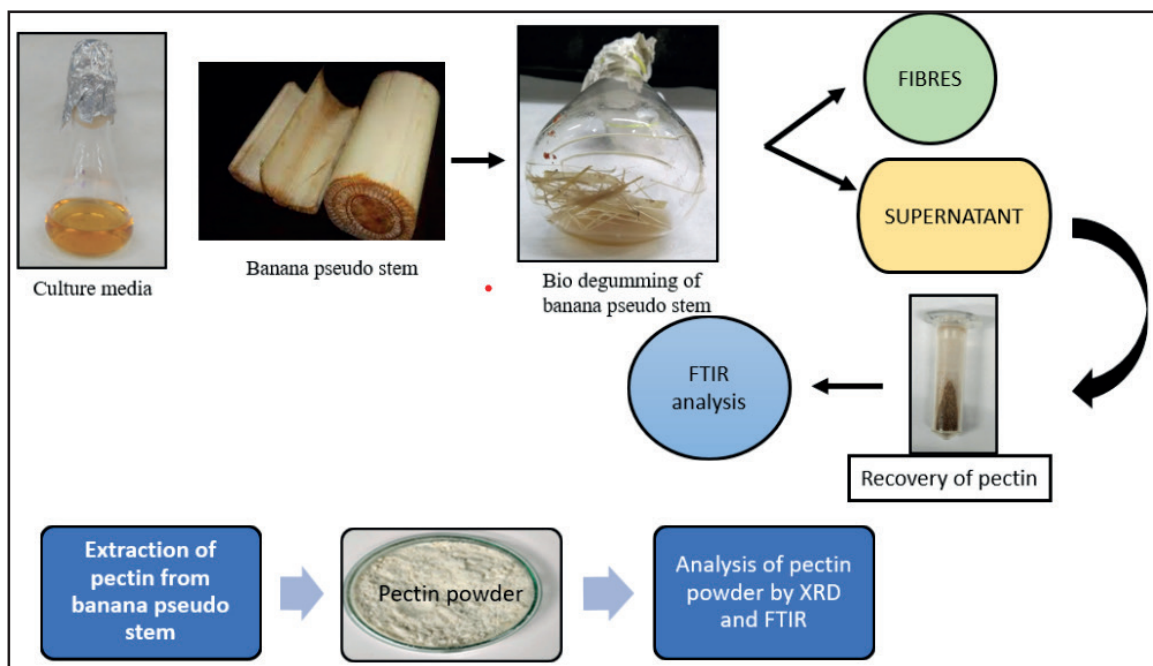 Culture media
Banana pseudo stem
Bio degumming of
banana pseudo stem
FIBRES
SUPERNATANT
Recovery of pectin
FTIR
analysis
Extraction of
pectin from
banana pseudo
stem
Pectin powder
Analysis of pectin
powder by XRD
and FTIR